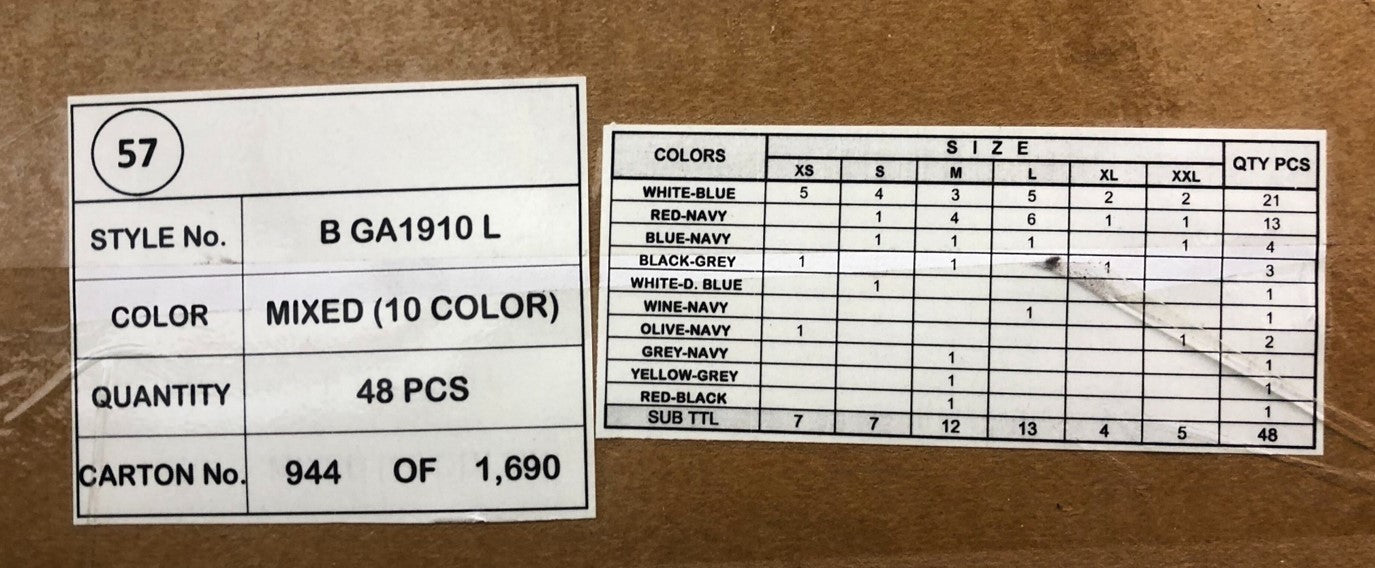 57
STYLE No. B GA1910 L
COLOR MIXED (10 COLOR)
QUANTITY 48 PCS
CARTON No. 944 OF 1,690
COLORS SIZE QTY PCS
XS S M L XL XXL
WHITE-BLUE 5 4 3 5 2 2 21
RED-NAVY 1 4 6 1 1 13
BLUE-NAVY 1 1 1 1 4
BLACK-GREY 1 1 1 3
WHITE-D. BLUE 1 1
WINE-NAVY 1 1
OLIVE-NAVY 1 1 2
GREY-NAVY 1 1
YELLOW-GREY 1 1
RED-BLACK 1 1
SUB TTL 7 7 12 13 4 5 48